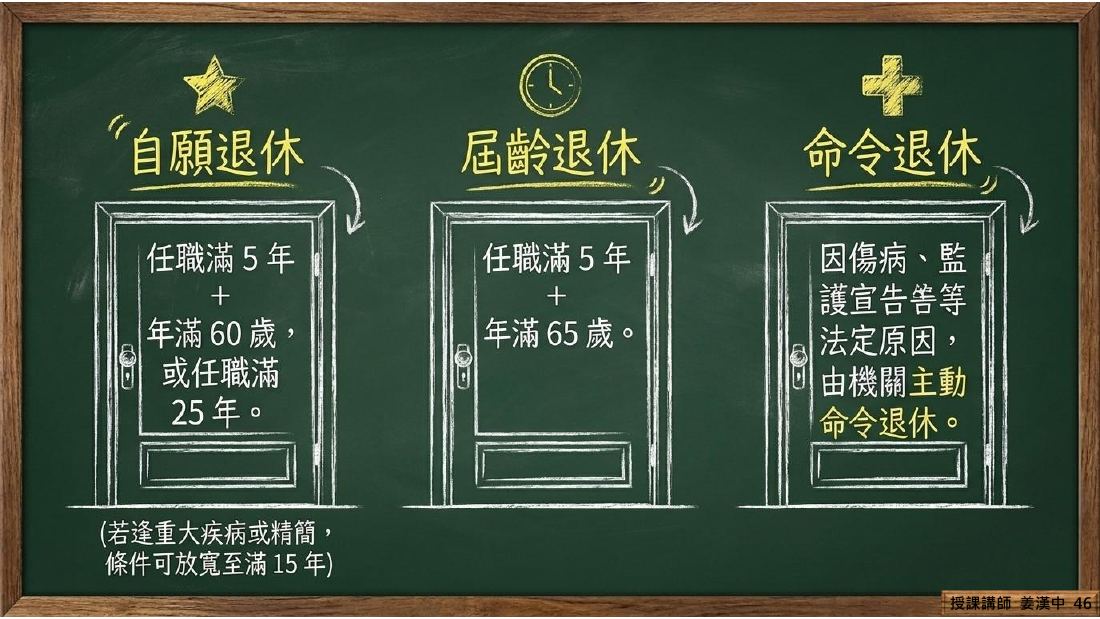 自願退休
任職滿 5 年
+
年滿 60 歲，
或任職滿
25 年。
(若逢重大疾病或精簡，
條件可放寬至滿 15 年)
屆齡退休
任職滿 5 年
+
年滿 65 歲。
命令退休
因傷病、監
護宣告等
法定原因，
由機關主動
命令退休。
授課講師 姜漢中 46